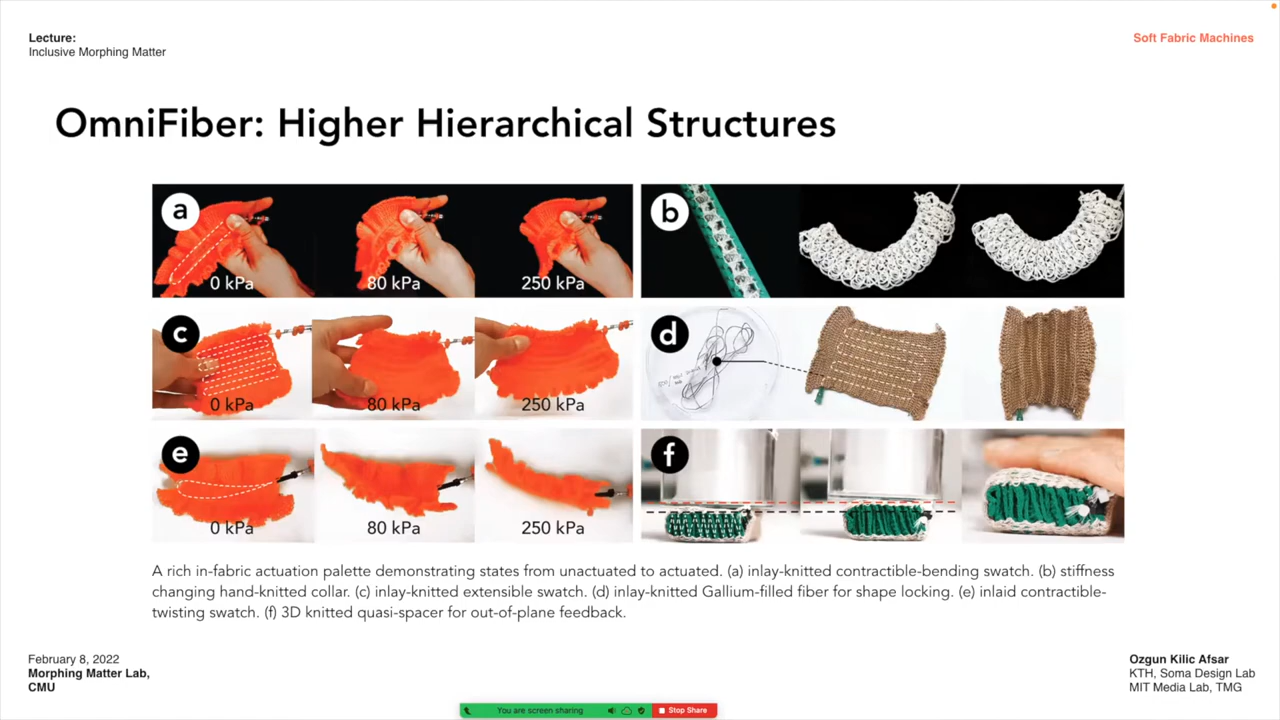 Lecture:
Inclusive Morphing Matter
Soft Fabric Machines
OmniFiber: Higher Hierarchical Structures
a
0 kPa
80 kPa
250 kPa
b
c
0 kPa
80 kPa
250 kPa
d
e
0 kPa
80 kPa
250 kPa
f
A rich in-fabric actuation palette demonstrating states from unactuated to actuated. (a) inlay-knitted contractible-bending swatch. (b) stiffness
changing hand-knitted collar. (c) inlay-knitted extensible swatch. (d) inlay-knitted Gallium-filled fiber for shape locking. (e) inlaid contractible-
twisting swatch. (f) 3D knitted quasi-spacer for out-of-plane feedback.
February 8, 2022
Morphing Matter Lab,
CMU
Ozgun Kilic Afsar
KTH, Soma Design Lab
MIT Media Lab, TMG
You are screen sharing
Stop Share